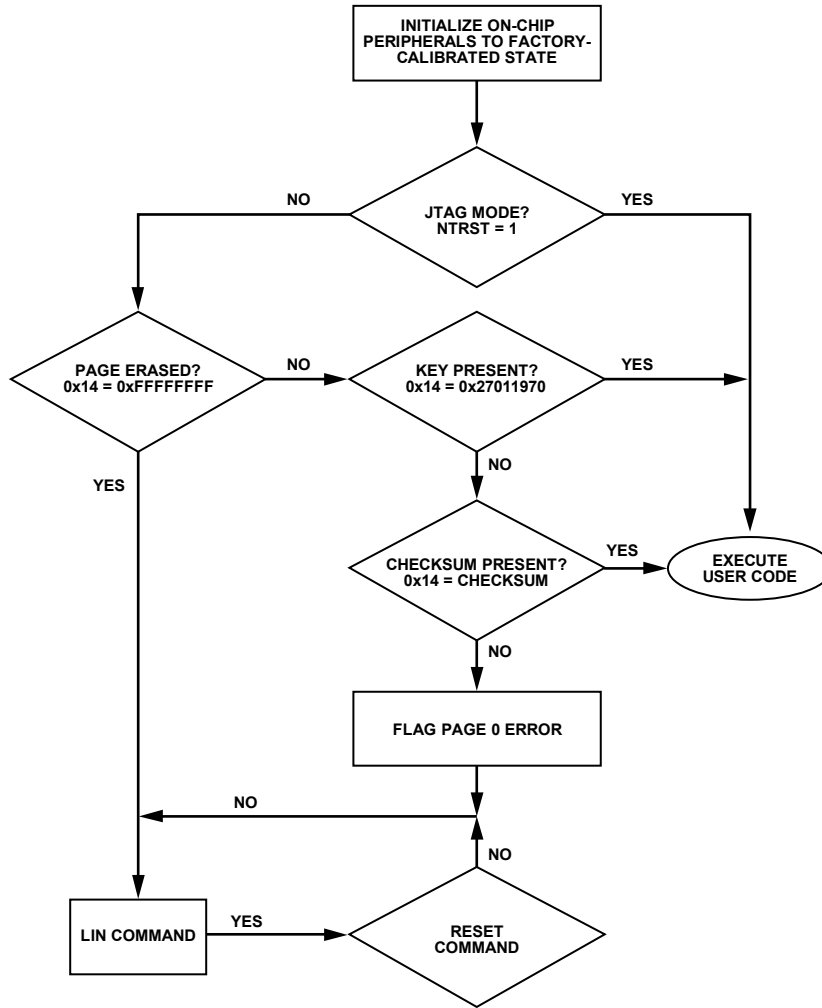 INITIALIZE ON-CHIP
PERIPHERALS TO FACTORY-
CALIBRATED STATE
NO
YES
JTAG MODE?
NTRST = 1
PAGE ERASED?
0x14 = 0xFFFFFFFF
NO
KEY PRESENT?
0x14 = 0x27011970
YES
NO
YES
CHECKSUM PRESENT?
0x14 = CHECKSUM
YES
EXECUTE
USER CODE
NO
FLAG PAGE 0 ERROR
NO
NO
LIN COMMAND
YES
RESET
COMMAND